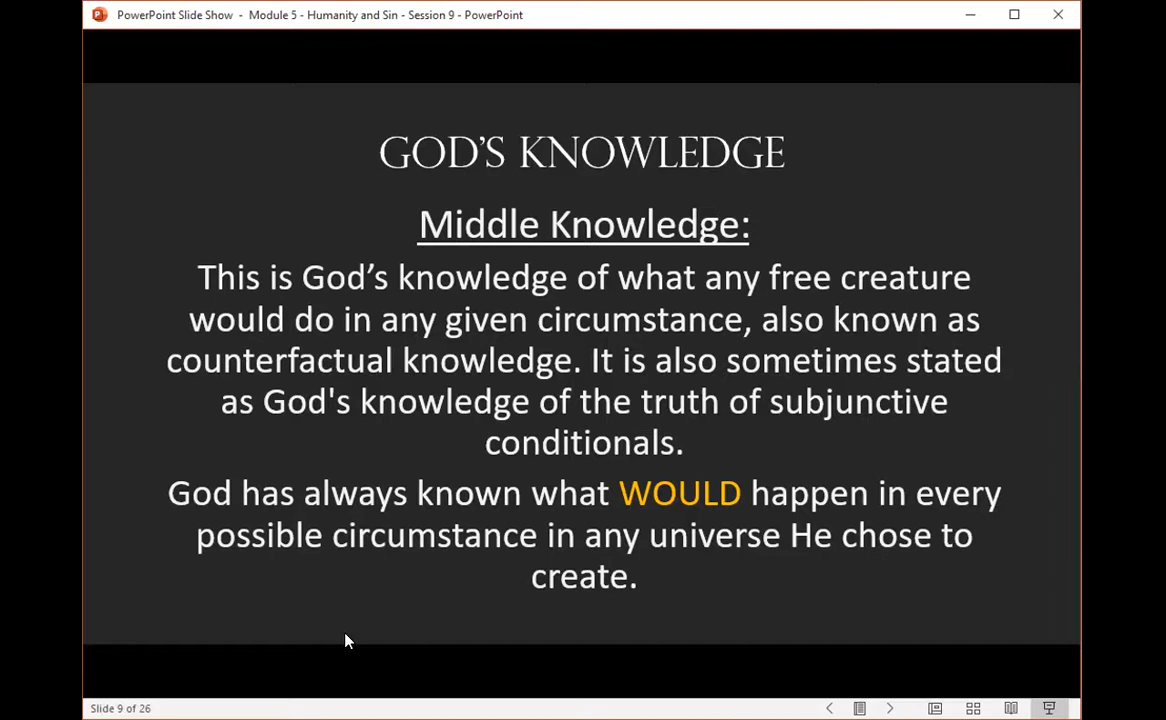 PowerPoint Slide Show - Module 5 - Humanity and Sin - Session 9 - PowerPoint
GOD'S KNOWLEDGE
Middle Knowledge:
This is God’s knowledge of what any free creature
would do in any given circumstance, also known as
counterfactual knowledge. It is also sometimes stated
as God's knowledge of the truth of subjunctive
conditionals.
God has always known what WOULD happen in every
possible circumstance in any universe He chose to
create.
Slide 9 of 26